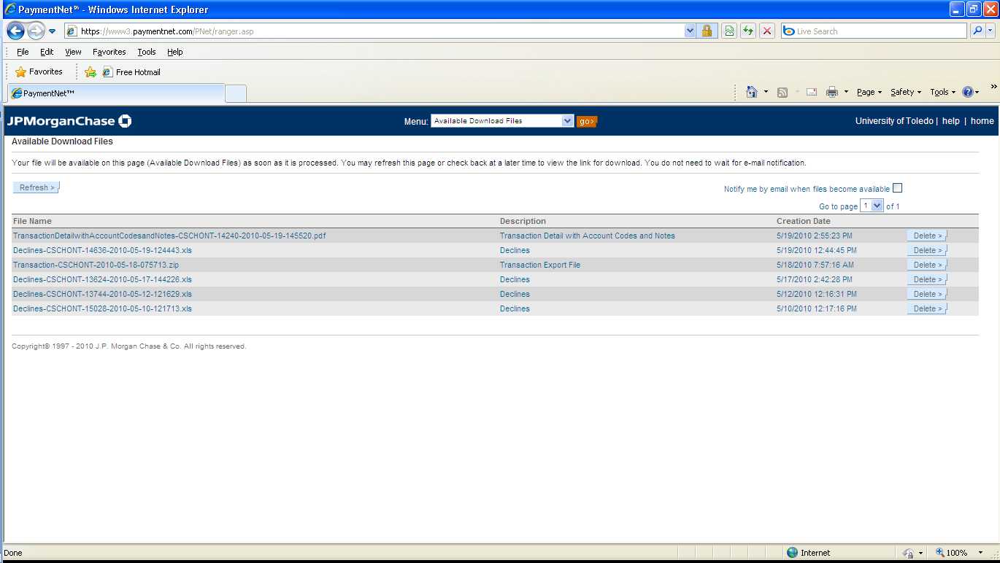 PaymentNet™ - Windows Internet Explorer
https://www3.paymentnet.com/PNet/ranger.asp
Live Search
File Edit View Favorites Tools Help
Favorites Free Hotmail
PaymentNet™ Page Safety Tools »
JPMorganChase Menu: Available Download Files go> University of Toledo | help | home
Available Download Files
Your file will be available on this page (Available Download Files) as soon as it is processed. You may refresh this page or check back at a later time to view the link for download. You do not need to wait for e-mail notification.
Refresh > Notify me by email when files become available
Go to page 1 of 1
File Name Description Creation Date
TransactionDetailwithAccountCodesandNotes-CSCHONT-14240-2010-05-19-145520.pdf Transaction Detail with Account Codes and Notes 5/19/2010 2:55:23 PM Delete >
Declines-CSCHONT-14636-2010-05-19-124443.xls Declines 5/19/2010 12:44:45 PM Delete >
Transaction-CSCHONT-2010-05-18-075713.zip Transaction Export File 5/18/2010 7:57:16 AM Delete >
Declines-CSCHONT-13624-2010-05-17-144226.xls Declines 5/17/2010 2:42:28 PM Delete >
Declines-CSCHONT-13744-2010-05-12-121629.xls Declines 5/12/2010 12:16:31 PM Delete >
Declines-CSCHONT-15028-2010-05-10-121713.xls Declines 5/10/2010 12:17:16 PM Delete >
Copyright© 1997 - 2010 J.P. Morgan Chase & Co. All rights reserved.
Done Internet 100%